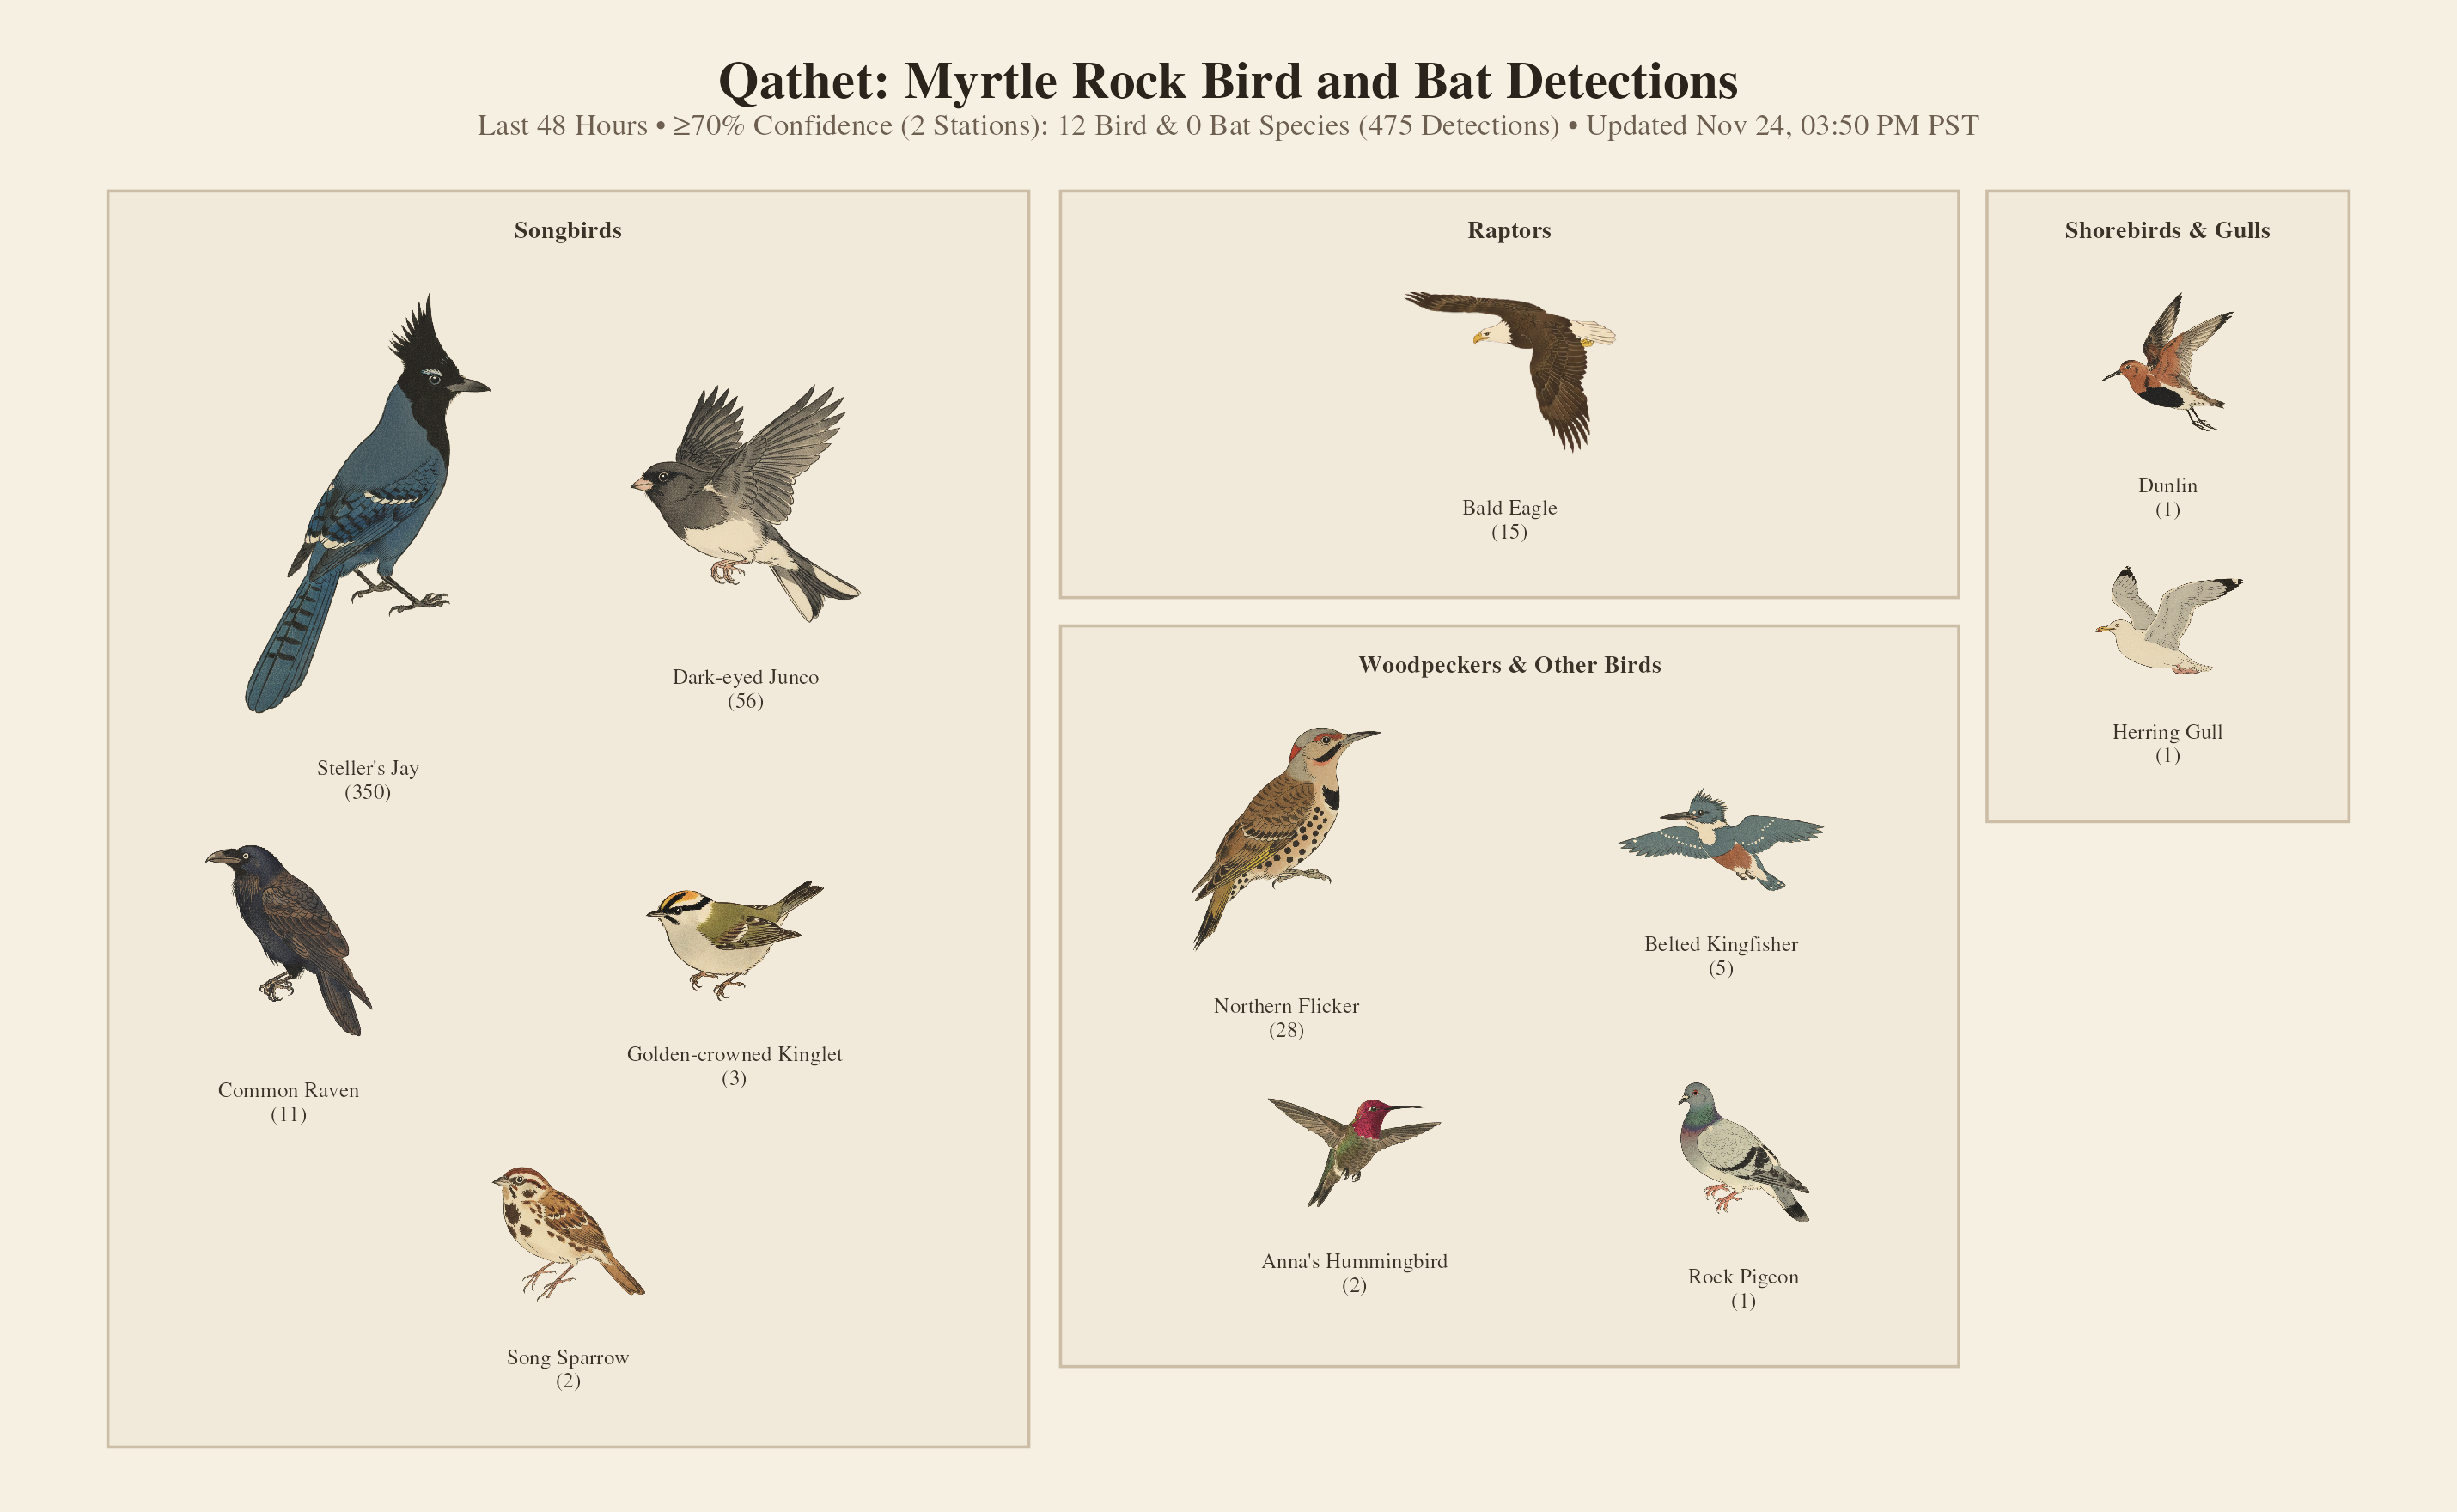 Qathet: Myrtle Rock Bird and Bat Detections
Last 48 Hours • ≥70% Confidence (2 Stations): 12 Bird & 0 Bat Species (475 Detections) • Updated Nov 24, 03:50 PM PST
Songbirds
Steller's Jay
(350)
Dark-eyed Junco
(56)
Common Raven
(11)
Golden-crowned Kinglet
(3)
Song Sparrow
(2)
Raptors
Bald Eagle
(15)
Woodpeckers & Other Birds
Northern Flicker
(28)
Belted Kingfisher
(5)
Anna's Hummingbird
(2)
Rock Pigeon
(1)
Shorebirds & Gulls
Dunlin
(1)
Herring Gull
(1)